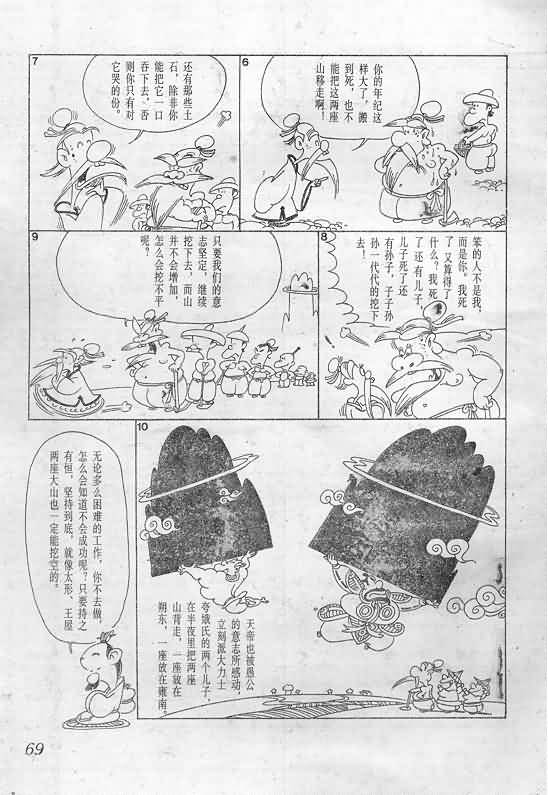 6
你的年纪这
样大了，搬
到死，也不
能把这两座
山移走啊！
7
还有那些土
石，除非你
能把它一口
吞下去，否
则你只有对
它哭的份。
8
笨的人不是我，
而是你。我死
了又算得了
什么？我死
了还有儿子，
儿子死了还
有孙子，子子孙
孙一代代的挖下
去！
9
只要我们的意
志坚定，继续
挖下去，而山
并不会增加，
怎么会挖不平
呢？
10
天帝也被愚公
的意志所感动，
立刻派大力士
夸娥氏的两个儿子，
在半夜里把两座
山背走，一座放在
朔东，一座放在雍南。
无论多么困难的工作，你不去做，
怎么会知道不会成功呢？只要持之
有恒，坚持到底，就像太形、王屋
两座大山也一定能挖空的。
69